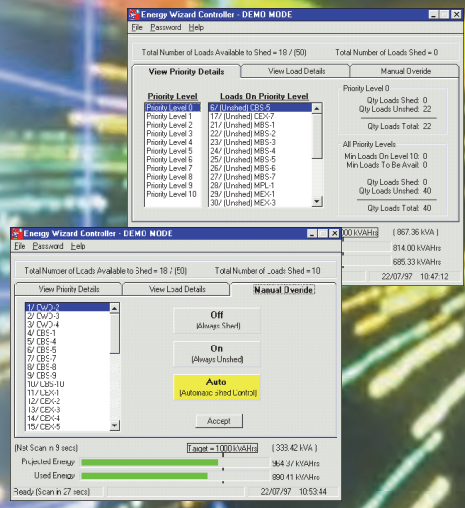 Energy Wizard Controller - DEMO MODE
File Password Help
Total Number of Loads Available to Shed = 18 / (50) Total Number of Loads Shed = 0
View Priority Details View Load Details Manual Overide
Priority Level Loads On Priority Level
Priority Level 0 6/ (Unshed) CBS-5
Priority Level 1 17/ (Unshed) CEX-7
Priority Level 2 21/ (Unshed) MBS-1
Priority Level 3 22/ (Unshed) MBS-2
Priority Level 4 23/ (Unshed) MBS-3
Priority Level 5 24/ (Unshed) MBS-4
Priority Level 6 25/ (Unshed) MBS-5
Priority Level 7 26/ (Unshed) MBS-6
Priority Level 8 27/ (Unshed) MBS-7
Priority Level 9 28/ (Unshed) MPL-1
Priority Level 10 29/ (Unshed) MEX-1
30/ (Unshed) MEX-3
Priority Level 0
Qty Loads Shed: 0
Qty Loads Unshed: 22
Qty Loads Total: 22
All Priority Levels
Min Loads On Level 10: 0
Min Loads To Be Avail: 0
Qty Loads Shed: 0
Qty Loads Unshed: 40
Qty Loads Total: 40
000 KVAHrs (867.36 KVA)
814.00 KVAHrs
685.33 KVAHrs
22/07/97 10:47:12
Energy Wizard Controller - DEMO MODE
File Password Help
Total Number of Loads Available to Shed = 18 / (50) Total Number of Loads Shed = 10
View Priority Details View Load Details Manual Overide
1/ CWD-2
2/ CWD-3
3/ CWD-4
4/ CBS-1
5/ CBS-4
6/ CBS-5
7/ CBS-7
8/ CBS-8
9/ CBS-9
10/ CBS-10
11/ CEX-1
12/ CEX-2
13/ CEX-3
14/ CEX-4
15/ CEX-5
Off
(Always Shed)
On
(Always Unshed)
Auto
(Automatic Shed Control)
Accept
(Net Scan in 9 secs) Target = 1000 KVAHrs (333.42 KVA)
Projected Energy 964.37 KVAHrs
Used Energy 890.41 KVAHrs
Ready (Scan in 27 secs) 22/07/97 10:53:44